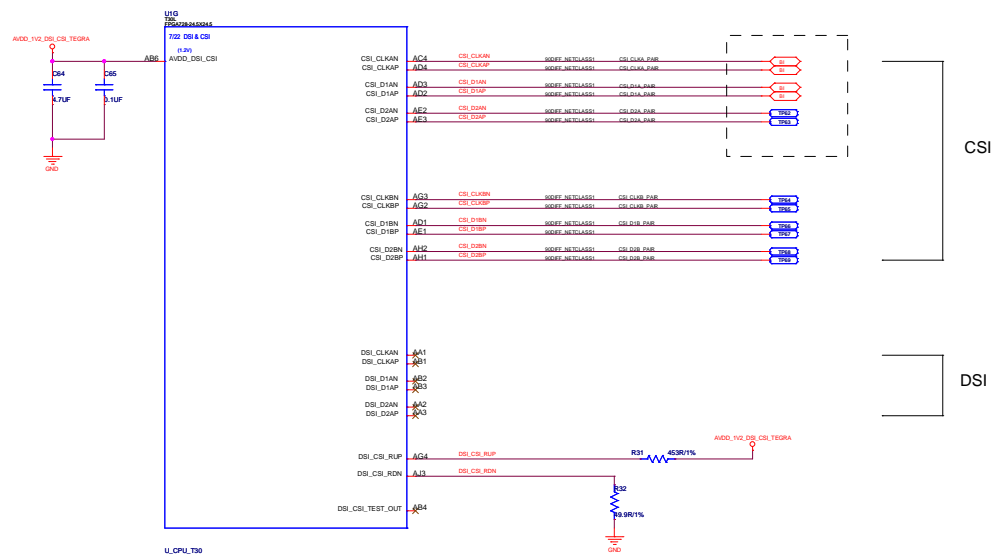 U1G
T30L
FPGA728-24.5X24.5
7/22 DSI & CSI
(1.2V)
AVDD_1V2_DSI_CSI_TEGRA
AB6 AVDD_DSI_CSI
C64 C65
4.7UF 0.1UF
GND
CSI_CLKAN AC4 CSI_CLKAN 90DIFF_NETCLASS1 CSI_CLKA_PAIR BI
CSI_CLKAP AD4 CSI_CLKAP 90DIFF_NETCLASS1 CSI_CLKA_PAIR BI
CSI_D1AN AD3 CSI_D1AN 90DIFF_NETCLASS1 CSI_D1A_PAIR BI
CSI_D1AP AD2 CSI_D1AP 90DIFF_NETCLASS1 CSI_D1A_PAIR BI
CSI_D2AN AE2 CSI_D2AN 90DIFF_NETCLASS1 CSI_D2A_PAIR TP62
CSI_D2AP AE3 CSI_D2AP 90DIFF_NETCLASS1 CSI_D2A_PAIR TP63
CSI
CSI_CLKBN AG3 CSI_CLKBN 90DIFF_NETCLASS1 CSI_CLKB_PAIR TP64
CSI_CLKBP AG2 CSI_CLKBP 90DIFF_NETCLASS1 CSI_CLKB_PAIR TP65
CSI_D1BN AD1 CSI_D1BN 90DIFF_NETCLASS1 CSI_D1B_PAIR TP66
CSI_D1BP AE1 CSI_D1BP 90DIFF_NETCLASS1 CSI_D1B_PAIR TP67
CSI_D2BN AH2 CSI_D2BN 90DIFF_NETCLASS1 CSI_D2B_PAIR TP68
CSI_D2BP AH1 CSI_D2BP 90DIFF_NETCLASS1 CSI_D2B_PAIR TP69
DSI_CLKAN AA1
DSI_CLKAP AB1
DSI_D1AN AB2
DSI_D1AP AB3
DSI
DSI_D2AN AA2
DSI_D2AP AA3
AVDD_1V2_DSI_CSI_TEGRA
DSI_CSI_RUP AG4 DSI_CSI_RUP R31 453R/1%
DSI_CSI_RDN AJ3 DSI_CSI_RDN
R32
49.9R/1%
DSI_CSI_TEST_OUT AB4
GND
U_CPU_T30